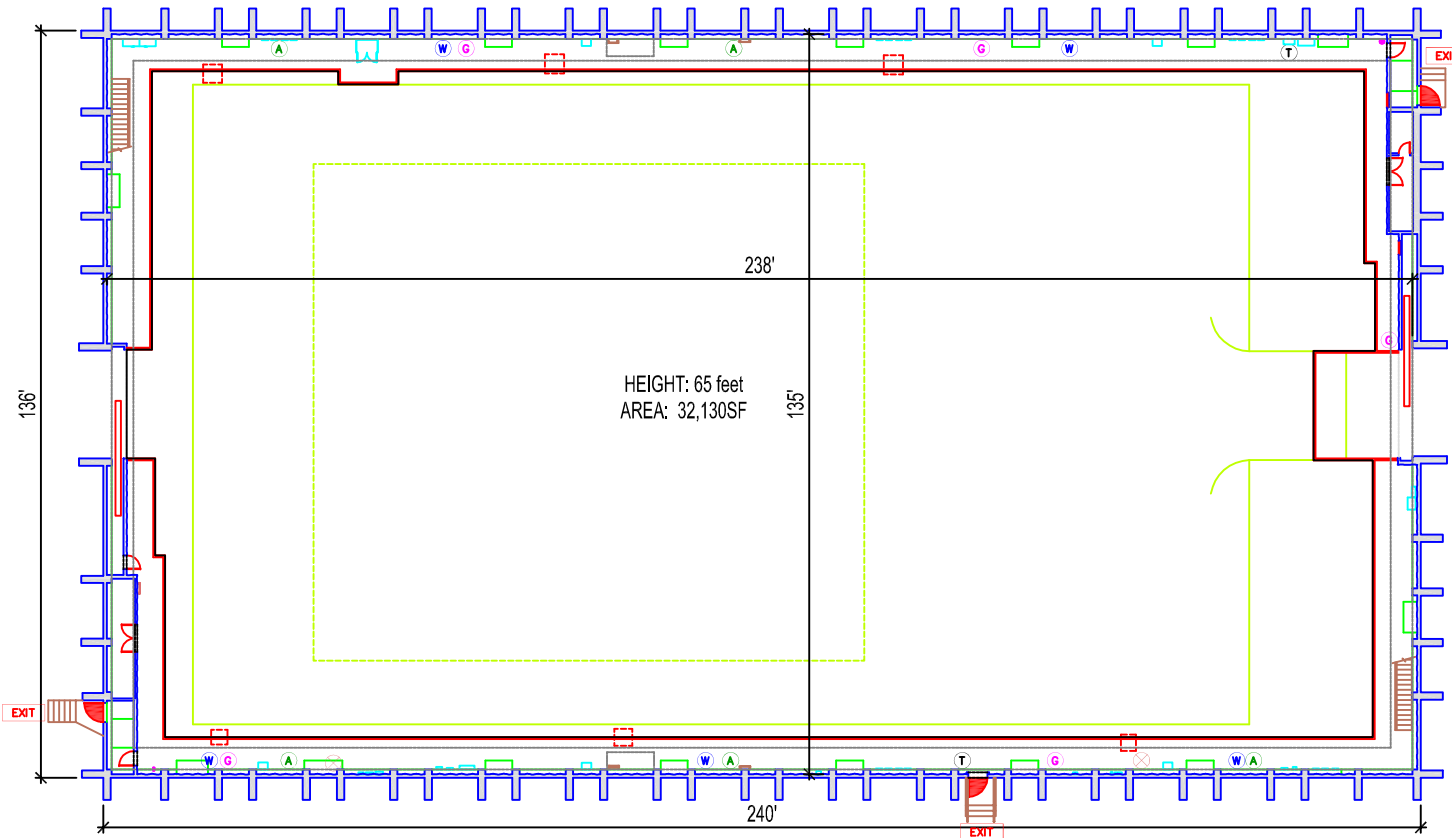 A
W
G
A
G
W
T
EXI
238'
G
HEIGHT: 65 feet
AREA: 32,130SF
136'
135'
EXIT
W
G
A
W
A
T
G
W
A
240'
EXIT